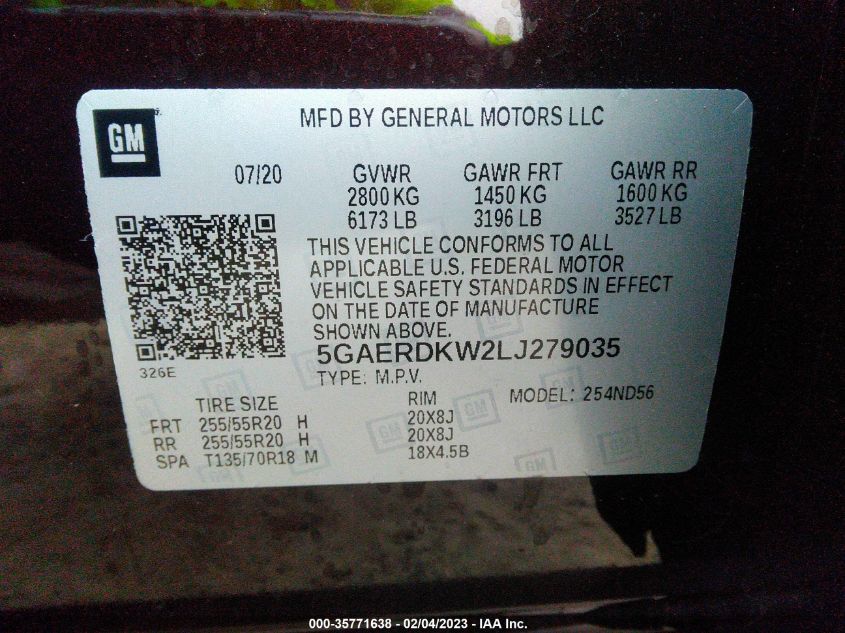 GM
MFD BY GENERAL MOTORS LLC
07/20 GVWR GAWR FRT GAWR RR
2800 KG 1450 KG 1600 KG
6173 LB 3196 LB 3527 LB
THIS VEHICLE CONFORMS TO ALL
APPLICABLE U.S. FEDERAL MOTOR
VEHICLE SAFETY STANDARDS IN EFFECT
ON THE DATE OF MANUFACTURE
SHOWN ABOVE.
326E
5GAERDKW2LJ279035
TYPE: M.P.V.
TIRE SIZE RIM MODEL: 254ND56
FRT 255/55R20 H 20X8J
RR 255/55R20 H 20X8J
SPA T135/70R18 M 18X4.5B
000-35771638 - 02/04/2023 - IAA Inc.